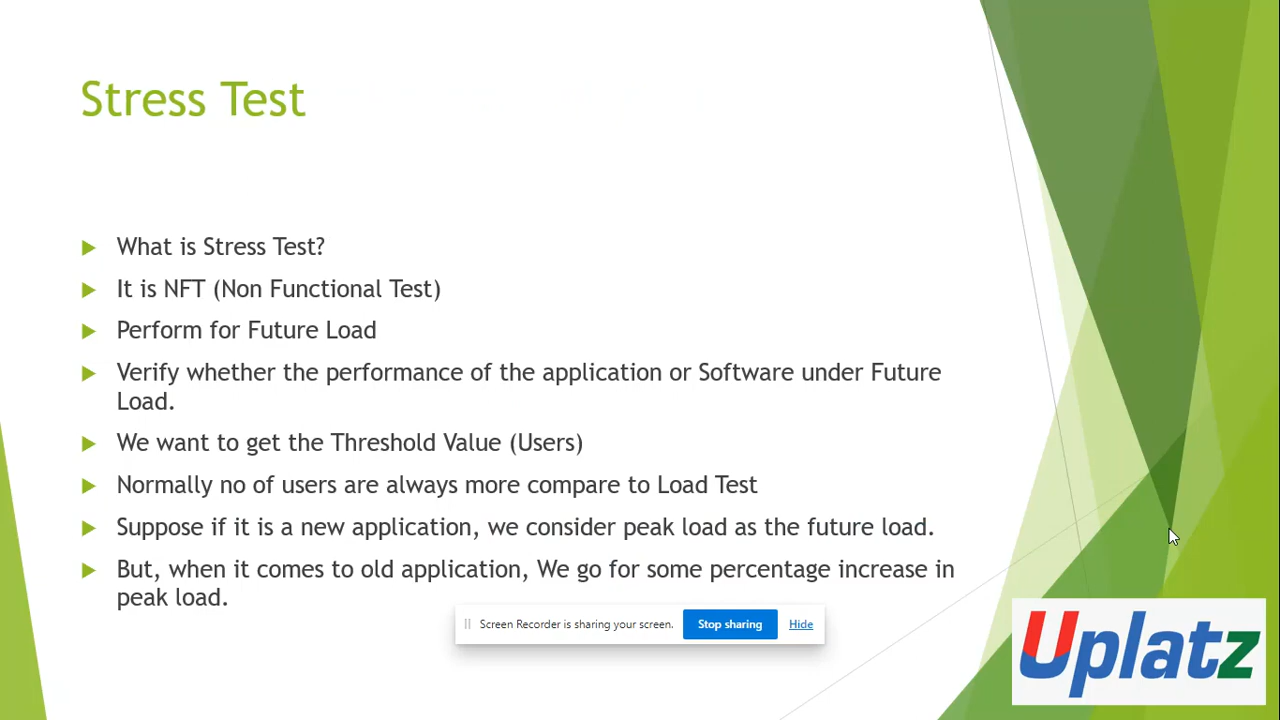 Stress Test
What is Stress Test?
It is NFT (Non Functional Test)
Perform for Future Load
Verify whether the performance of the application or Software under Future
Load.
We want to get the Threshold Value (Users)
Normally no of users are always more compare to Load Test
Suppose if it is a new application, we consider peak load as the future load.
But, when it comes to old application, We go for some percentage increase in
peak load.
Screen Recorder is sharing your screen. Stop sharing Hide
Uplatz